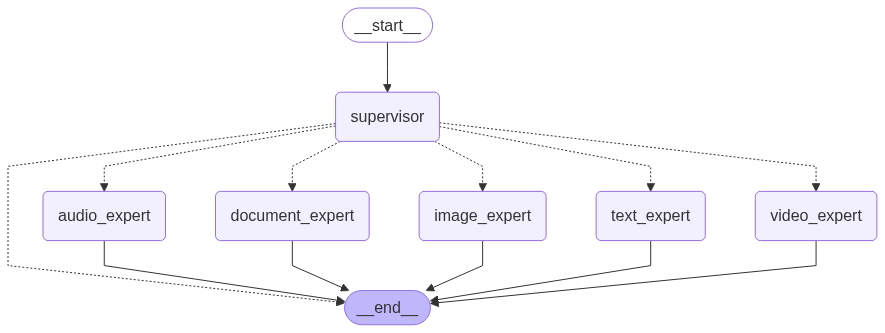 __start__
supervisor
audio_expert
document_expert
image_expert
text_expert
video_expert
__end__